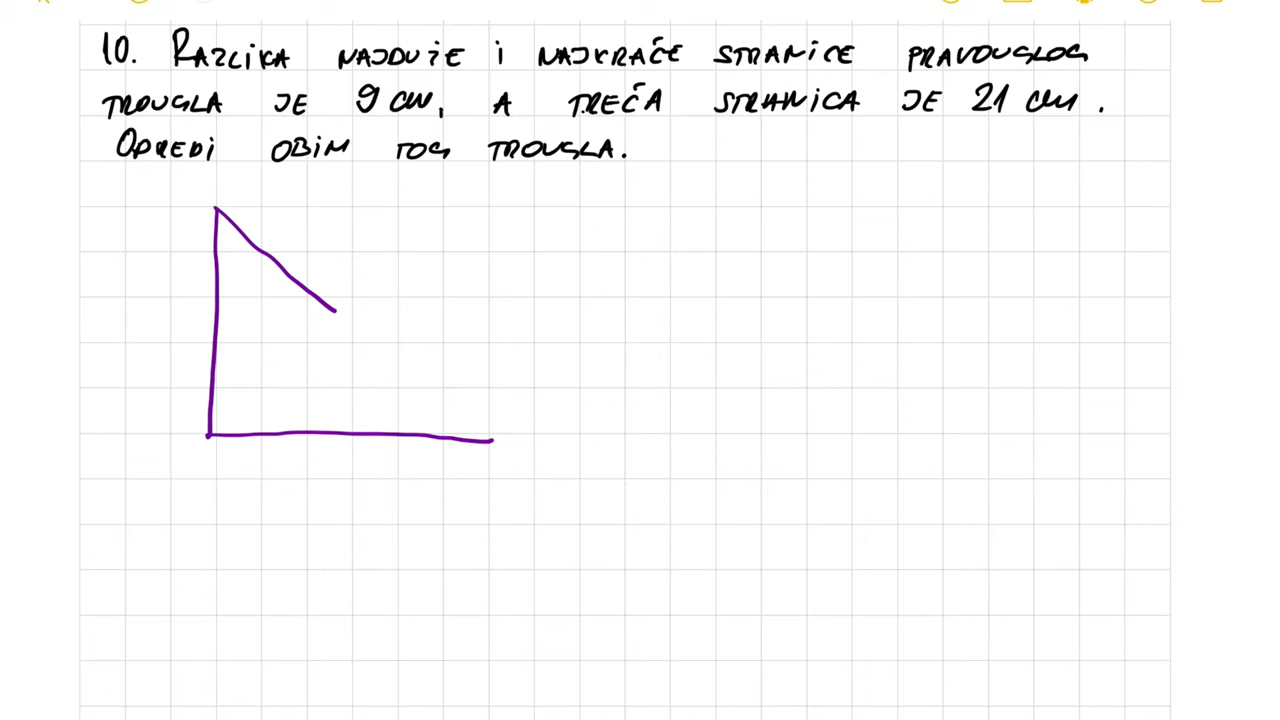 10. RAZLIKA NAJDUŽE I NAJKRAĆE STRANICE PRAVOUGLOG
TROUGLA JE 9 cm, A TREĆA STRANICA JE 21 cm.
ODREDI OBIM TOG TROUGLA.